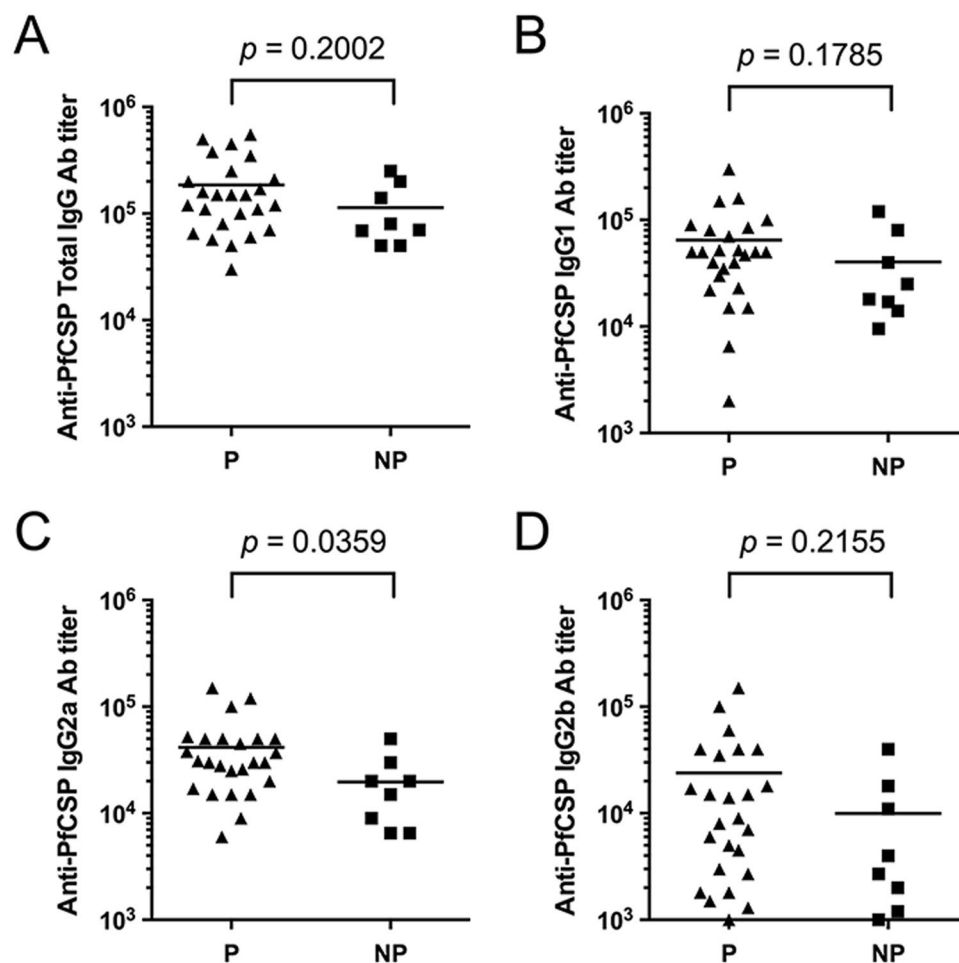 A
p = 0.2002
Anti-PfCSP Total IgG Ab titer
10^6
10^5
10^4
10^3
P NP
B
p = 0.1785
Anti-PfCSP IgG1 Ab titer
10^6
10^5
10^4
10^3
P NP
C
p = 0.0359
Anti-PfCSP IgG2a Ab titer
10^6
10^5
10^4
10^3
P NP
D
p = 0.2155
Anti-PfCSP IgG2b Ab titer
10^6
10^5
10^4
10^3
P NP